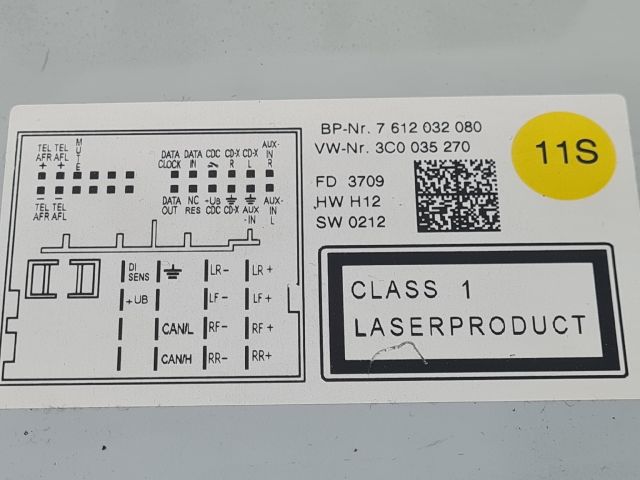 BP-Nr. 7 612 032 080
VW-Nr. 3C0 035 270
11S
FD 3709
HW H12
SW 0212
CLASS 1
LASERPRODUCT
TEL AFR + TEL AFL + MUTE
DATA CLOCK DATA IN CDC CD-X R CD-X L AUX-IN R
TEL AFR - TEL AFL -
DATA OUT NC RES +UB CDC CD-X AUX-IN AUX-IN L
DI SENS LR- LR+
+UB LF- LF+
CAN/L RF- RF+
CAN/H RR- RR+